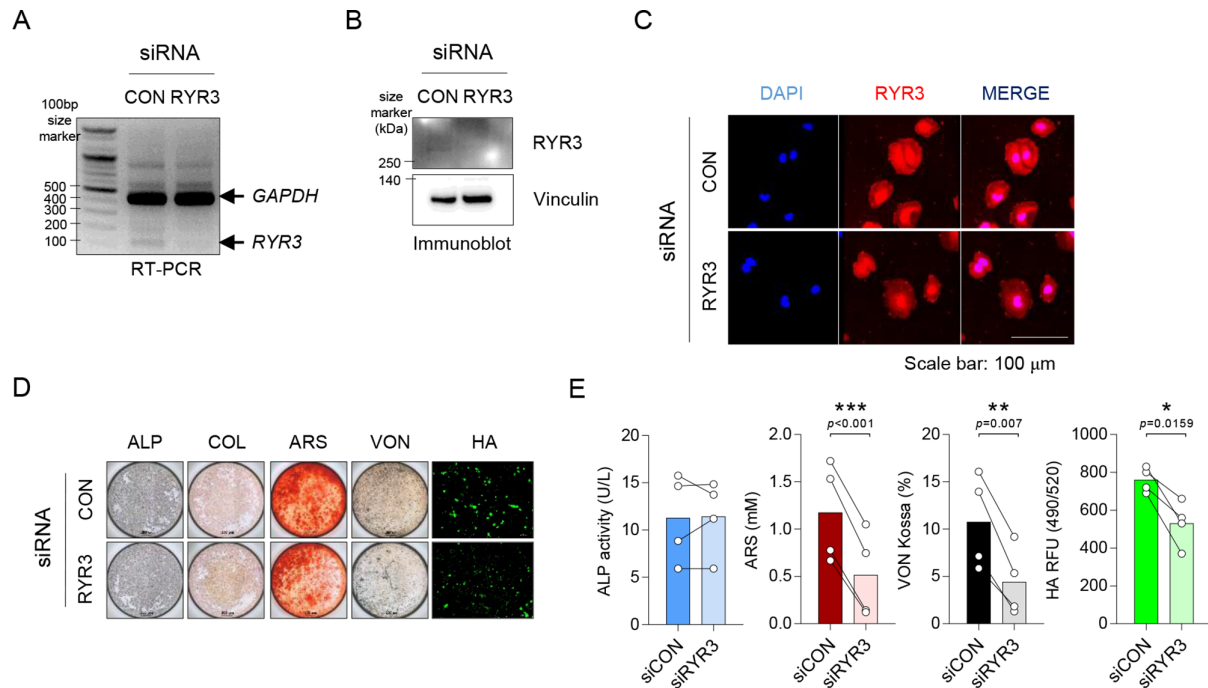 A
siRNA
CON RYR3
100bp
size
marker
500
400
300
200
100
GAPDH
RYR3
RT-PCR
B
siRNA
size
marker
(kDa)
CON RYR3
250
140
RYR3
Vinculin
Immunoblot
C
DAPI RYR3 MERGE
siRNA
CON
RYR3
Scale bar: 100 μm
D
ALP COL ARS VON HA
siRNA
CON
RYR3
E
ALP activity (U/L)
20
15
10
5
0
siCON
siRYR3
***
p<0.001
ARS (mM)
2.0
1.5
1.0
0.5
0.0
siCON
siRYR3
**
p=0.007
VON Kossa (%)
20
15
10
5
0
siCON
siRYR3
*
p=0.0159
HA RFU (490/520)
1000
800
600
400
200
0
siCON
siRYR3